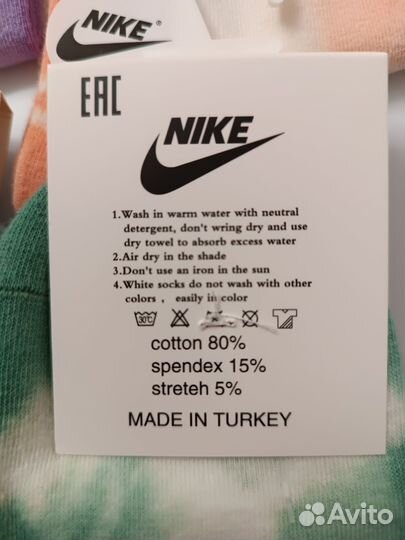 NIKE
EAC
NIKE
1.Wash in warm water with neutral
detergent, don't wring dry and use
dry towel to absorb excess water
2.Air dry in the shade
3.Don't use an iron in the sun
4.White socks do not wash with other
colors , easily in color
30℃
cotton 80%
spendex 15%
streteh 5%
MADE IN TURKEY
Avito